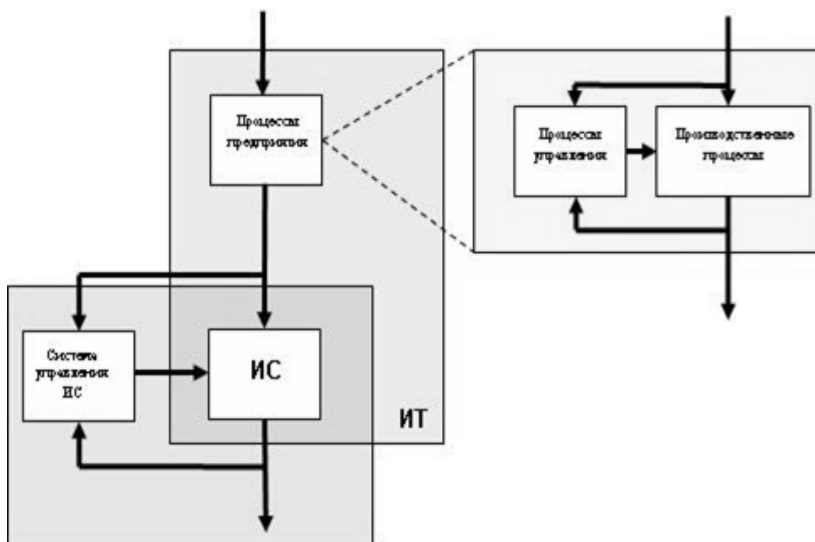 Процессы
предприятия
Процессы
управления
Производственные
процессы
Система
управления
ИС
ИС
ИТ